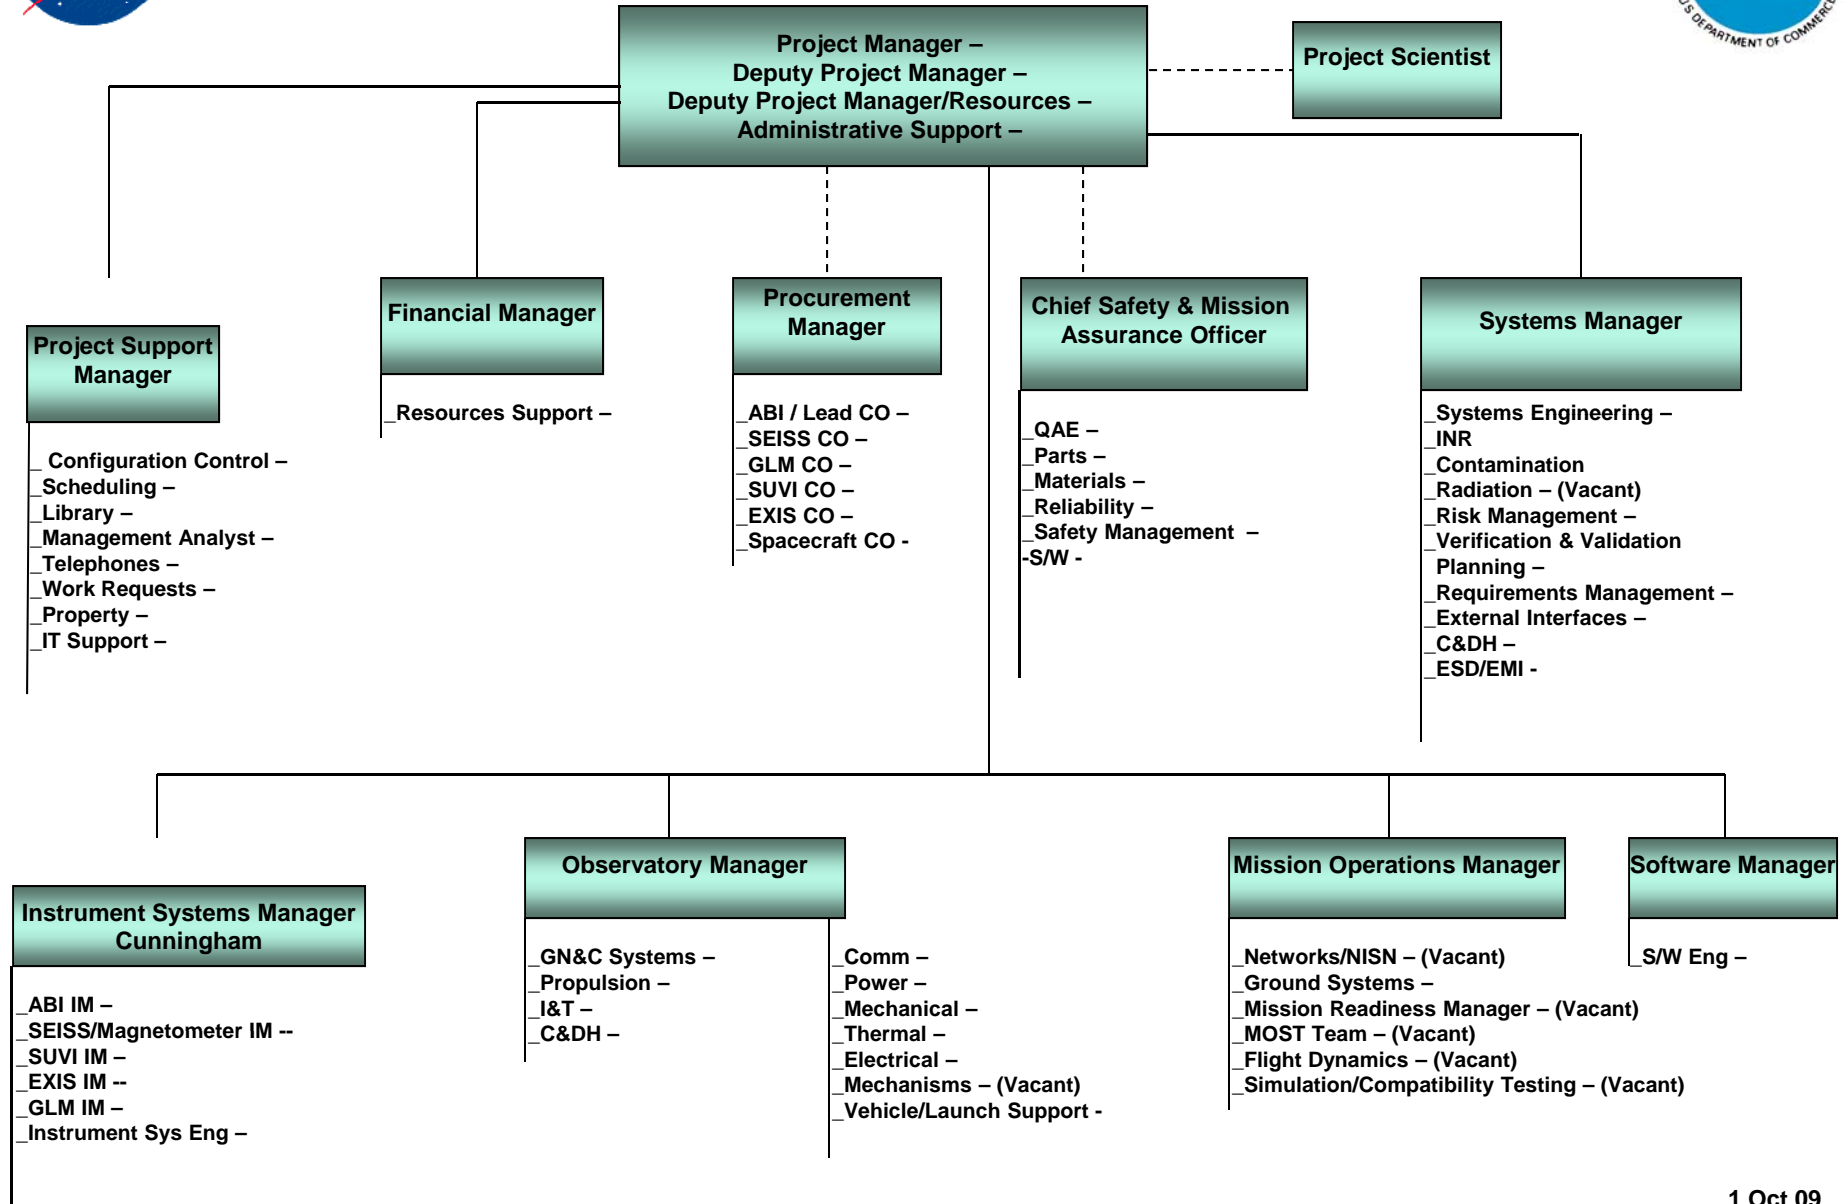 U S DEPARTMENT OF COMMERCE
Project Manager –
Deputy Project Manager –
Deputy Project Manager/Resources –
Administrative Support –
Project Scientist
Project Support
Manager
_ Configuration Control –
_Scheduling –
_Library –
_Management Analyst –
_Telephones –
_Work Requests –
_Property –
_IT Support –
Financial Manager
_Resources Support –
Procurement
Manager
_ABI / Lead CO –
_SEISS CO –
_GLM CO –
_SUVI CO –
_EXIS CO –
_Spacecraft CO -
Chief Safety & Mission
Assurance Officer
_QAE –
_Parts –
_Materials –
_Reliability –
_Safety Management –
-S/W -
Systems Manager
_Systems Engineering –
_INR
_Contamination
_Radiation – (Vacant)
_Risk Management –
_Verification & Validation
Planning –
_Requirements Management –
_External Interfaces –
_C&DH –
_ESD/EMI -
Instrument Systems Manager
Cunningham
_ABI IM –
_SEISS/Magnetometer IM --
_SUVI IM –
_EXIS IM --
_GLM IM –
_Instrument Sys Eng –
Observatory Manager
_GN&C Systems –
_Propulsion –
_I&T –
_C&DH –
_Comm –
_Power –
_Mechanical –
_Thermal –
_Electrical –
_Mechanisms – (Vacant)
_Vehicle/Launch Support -
Mission Operations Manager
_Networks/NISN – (Vacant)
_Ground Systems –
_Mission Readiness Manager – (Vacant)
_MOST Team – (Vacant)
_Flight Dynamics – (Vacant)
_Simulation/Compatibility Testing – (Vacant)
Software Manager
_S/W Eng –
1 Oct 09